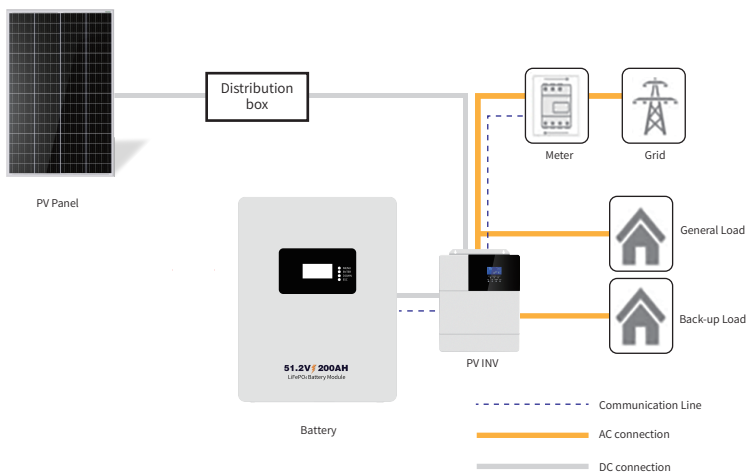 Distribution
box
Meter
Grid
PV Panel
General Load
Back-up Load
51.2V 200AH
LiFePO₄ Battery Module
PV INV
Battery
Communication Line
AC connection
DC connection